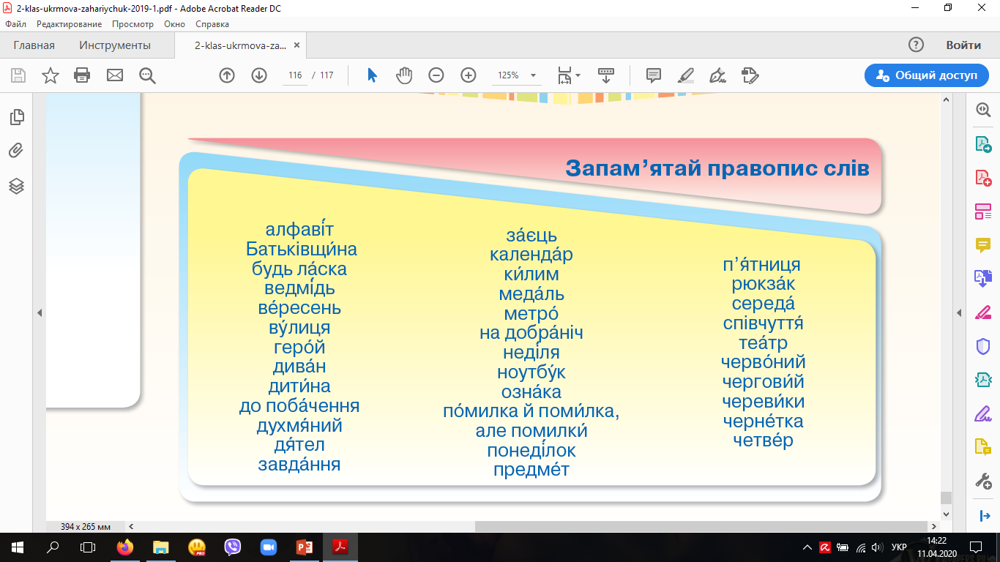 2-klas-ukrmova-zahariychuk-2019-1.pdf - Adobe Acrobat Reader DC
Файл Редактирование Просмотр Окно Справка
Главная Инструменты 2-klas-ukrmova-za... × Войти
116 / 117 125% Общий доступ
Запам’ятай правопис слів
алфаві́т
Батьківщи́на
будь ла́ска
ведмі́дь
ве́ресень
ву́лиця
геро́й
дива́н
дити́на
до поба́чення
духмя́ний
дя́тел
завда́ння
за́єць
календа́р
ки́лим
меда́ль
метро́
на добра́ніч
неді́ля
ноутбу́к
озна́ка
по́милка й поми́лка,
але помилки́
понеді́лок
предме́т
п’я́тниця
рюкза́к
середа́
співчуття́
теа́тр
черво́ний
чергови́й
череви́ки
черне́тка
четве́р
394 x 265 мм
УКР
14:22
11.04.2020